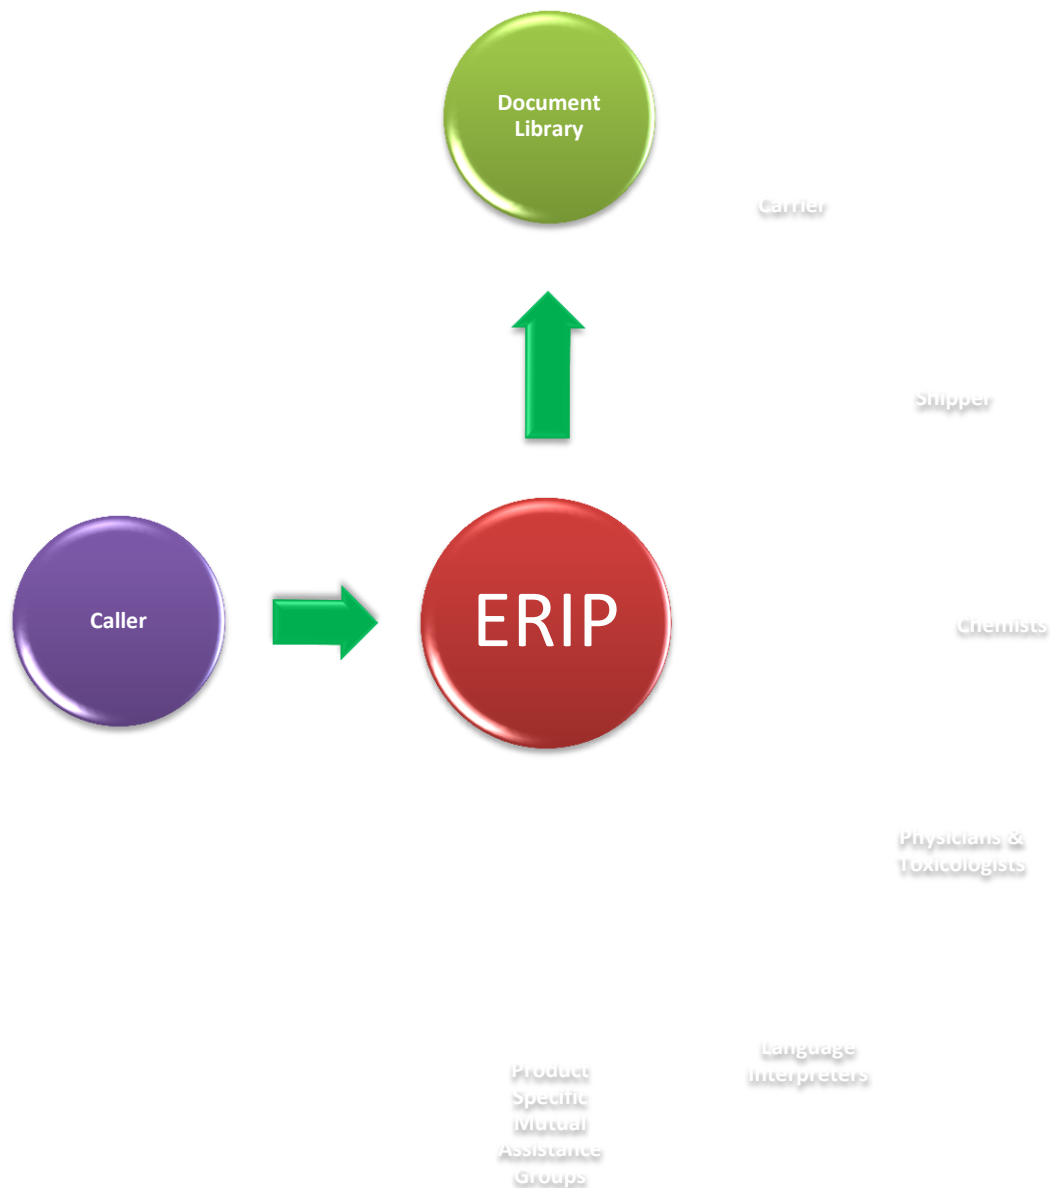 Document
Library
Carrier
Shipper
Caller
ERIP
Chemists
Physicians &
Toxicologists
Language
Interpreters
Product
Specific
Mutual
Assistance
Groups